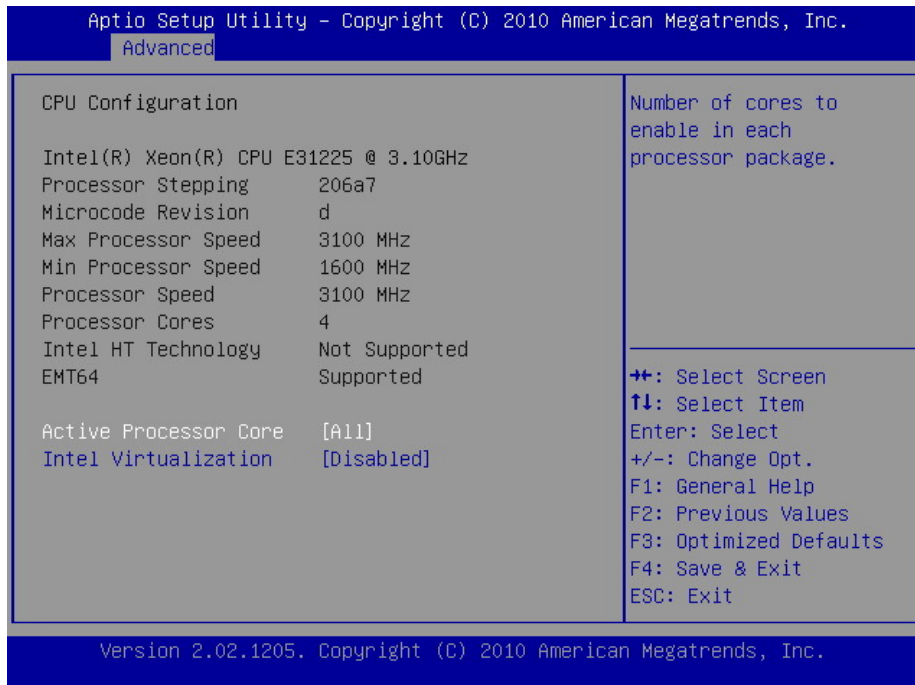 Aptio Setup Utility – Copyright (C) 2010 American Megatrends, Inc.
Advanced
CPU Configuration
Intel(R) Xeon(R) CPU E31225 @ 3.10GHz
Processor Stepping 206a7
Microcode Revision d
Max Processor Speed 3100 MHz
Min Processor Speed 1600 MHz
Processor Speed 3100 MHz
Processor Cores 4
Intel HT Technology Not Supported
EMT64 Supported
Active Processor Core [All]
Intel Virtualization [Disabled]
Number of cores to
enable in each
processor package.
→←: Select Screen
↑↓: Select Item
Enter: Select
+/-: Change Opt.
F1: General Help
F2: Previous Values
F3: Optimized Defaults
F4: Save & Exit
ESC: Exit
Version 2.02.1205. Copyright (C) 2010 American Megatrends, Inc.